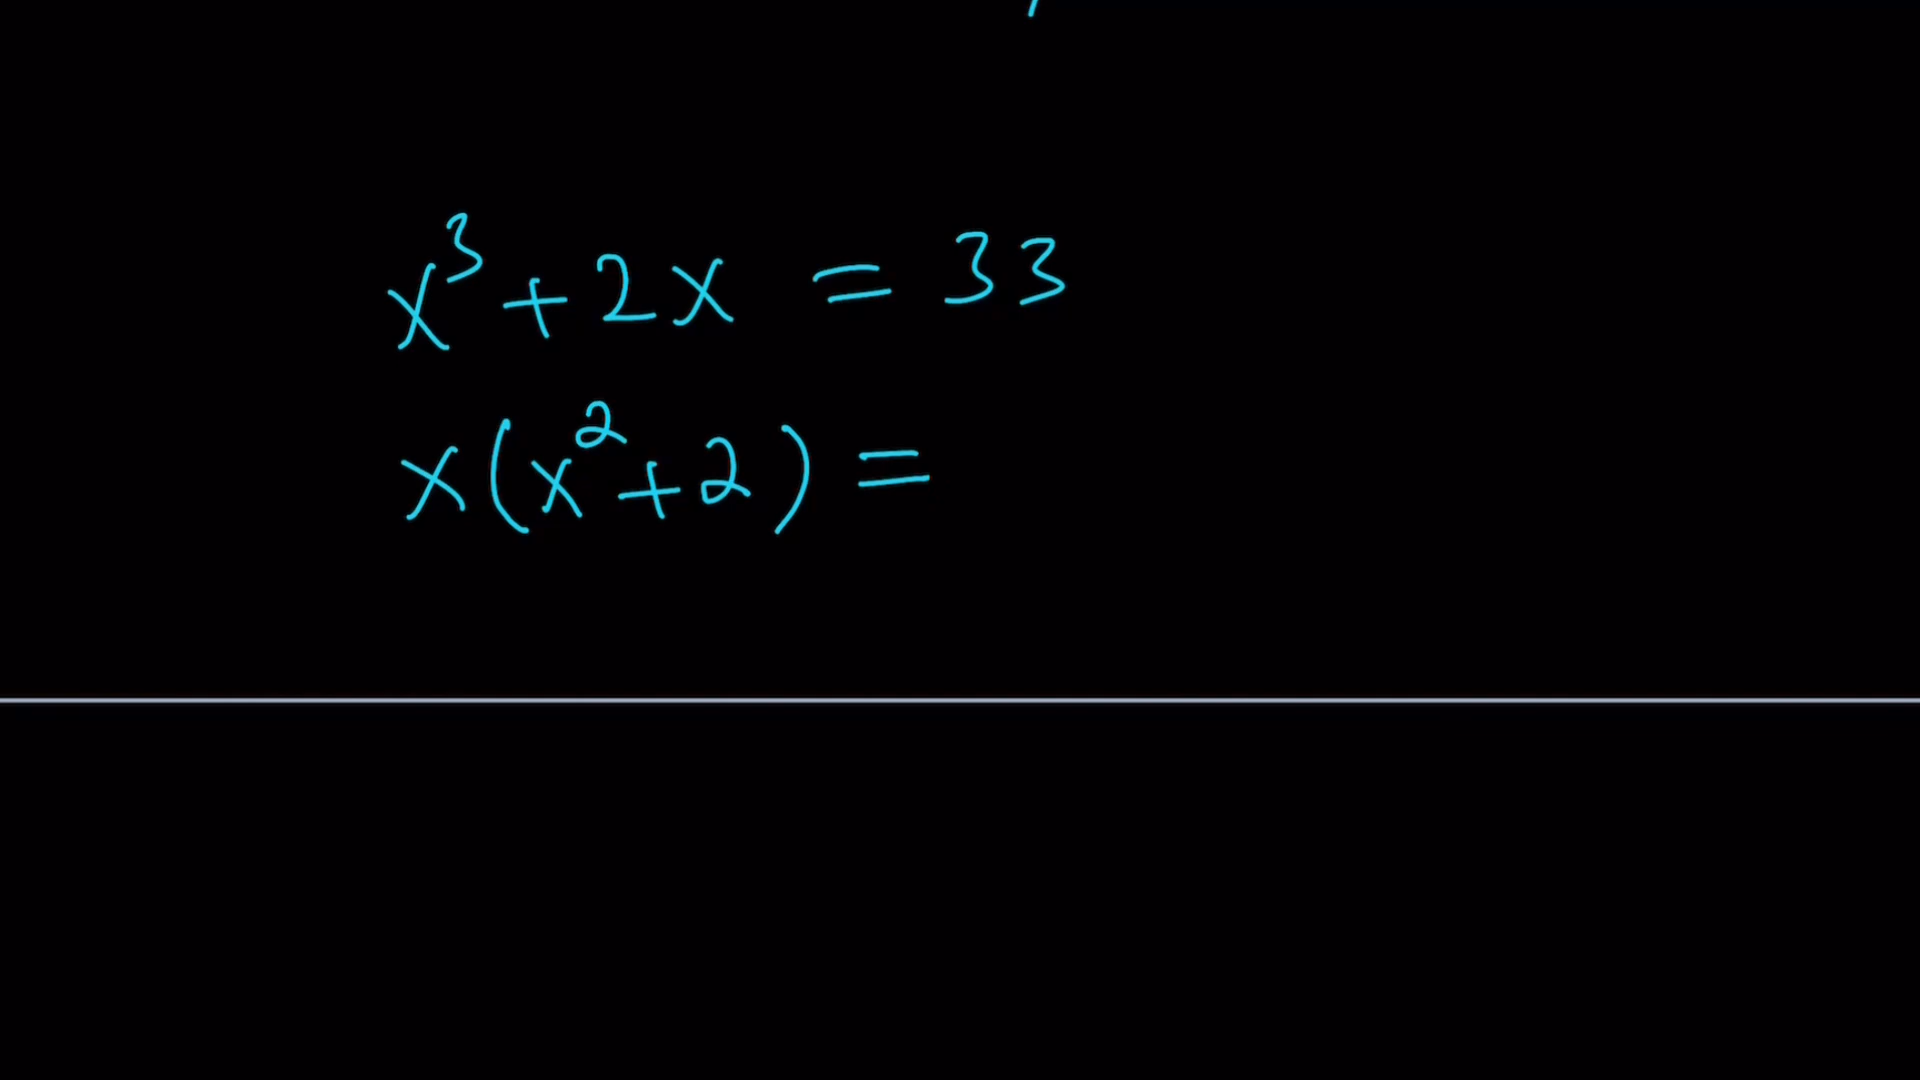 x³+2x = 33
x(x²+2) =